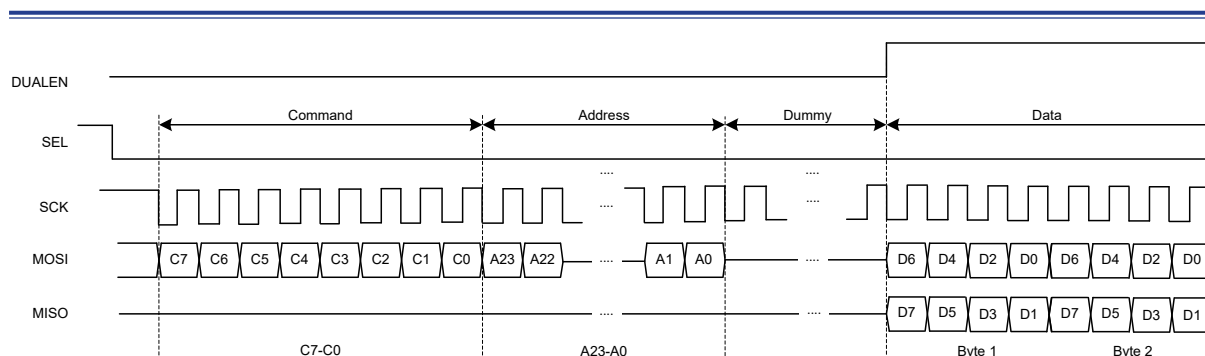 DUALEN
Command Address Dummy Data
SEL
.... ....
SCK .... ....
MOSI C7 C6 C5 C4 C3 C2 C1 C0 A23 A22 .... A1 A0 .... D6 D4 D2 D0 D6 D4 D2 D0
MISO .... .... D7 D5 D3 D1 D7 D5 D3 D1
C7-C0 A23-A0 Byte 1 Byte 2